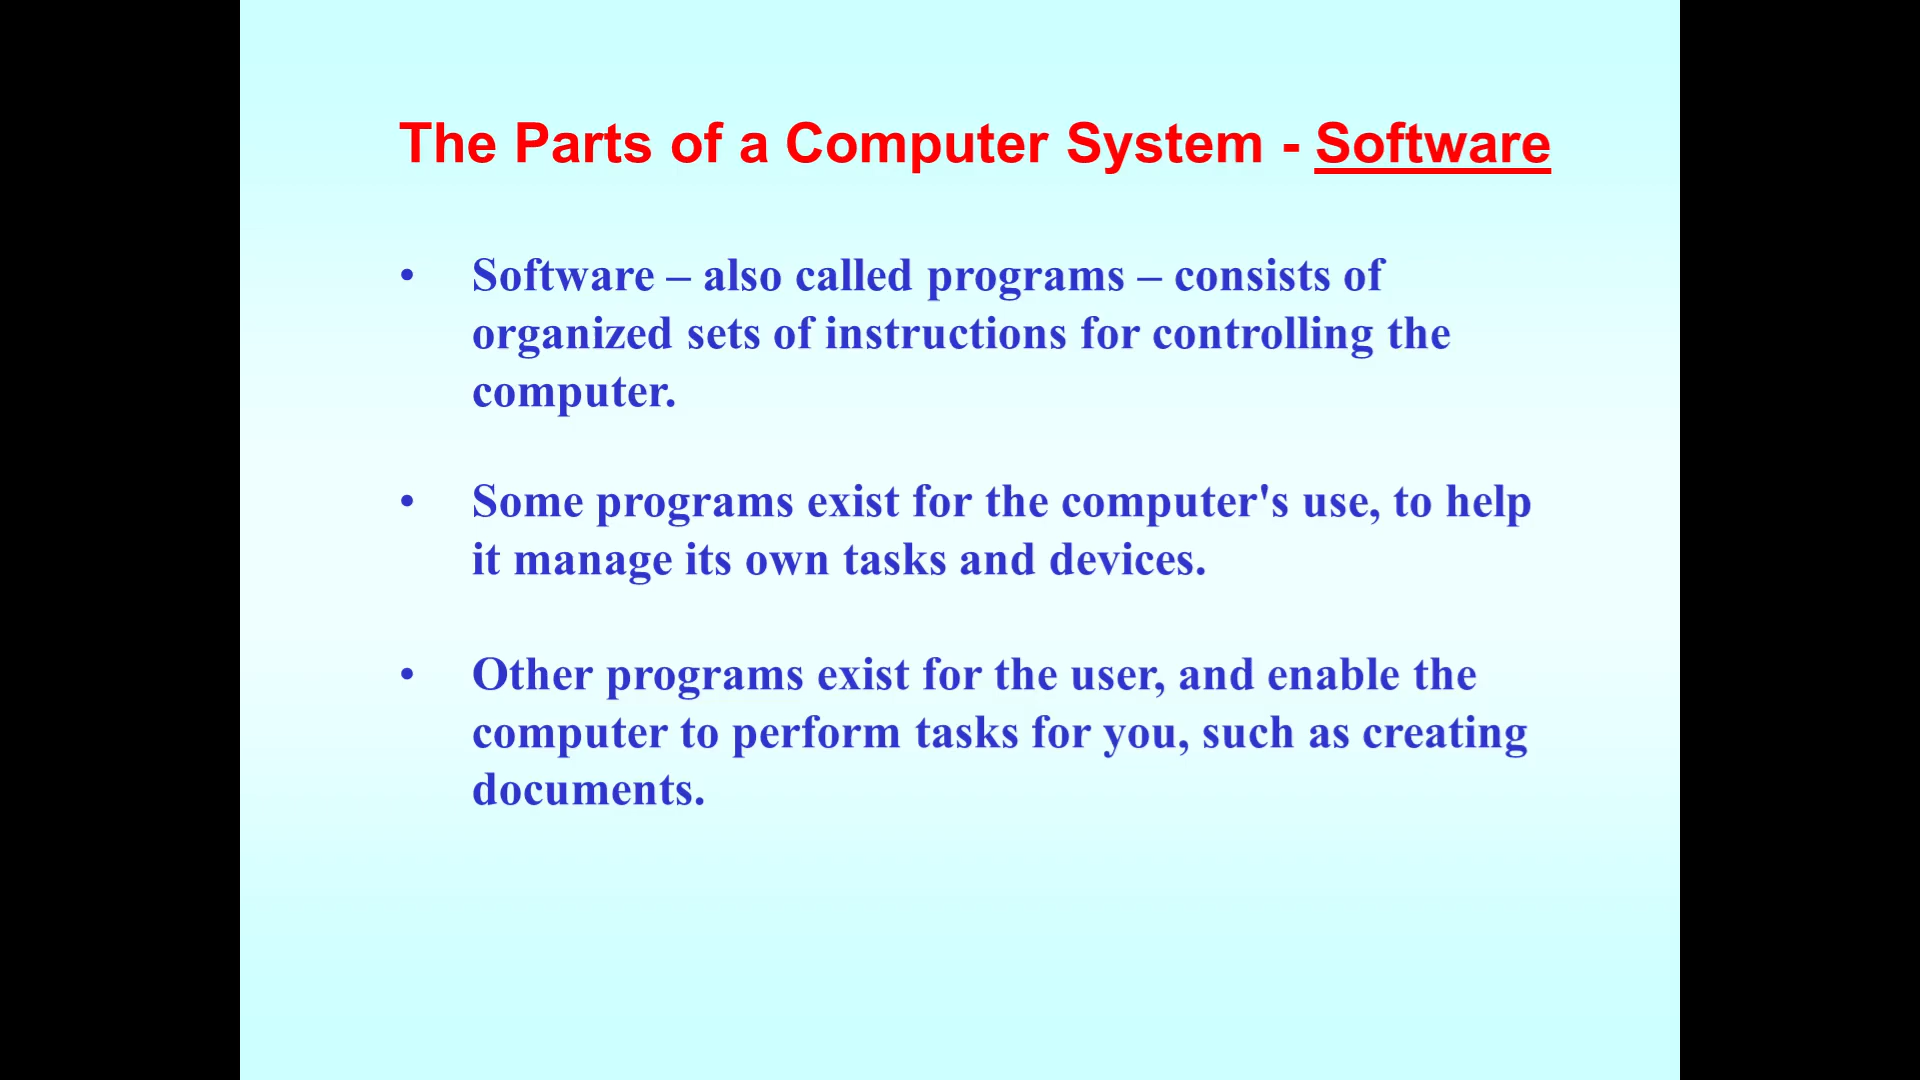 The Parts of a Computer System - Software
• Software – also called programs – consists of
organized sets of instructions for controlling the
computer.
• Some programs exist for the computer's use, to help
it manage its own tasks and devices.
• Other programs exist for the user, and enable the
computer to perform tasks for you, such as creating
documents.